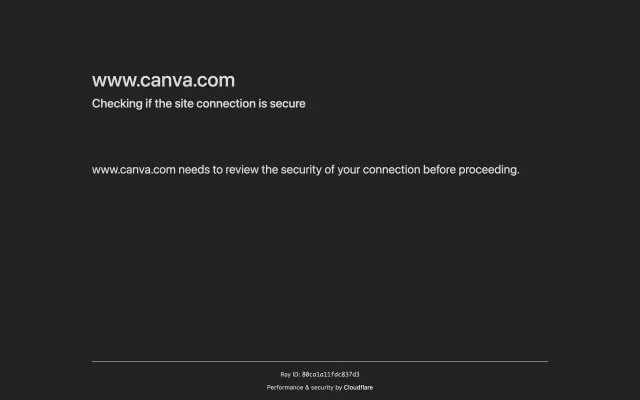 www.canva.com
Checking if the site connection is secure
www.canva.com needs to review the security of your connection before proceeding.
Ray ID: 80ca1a11fdc837d3
Performance & security by Cloudflare